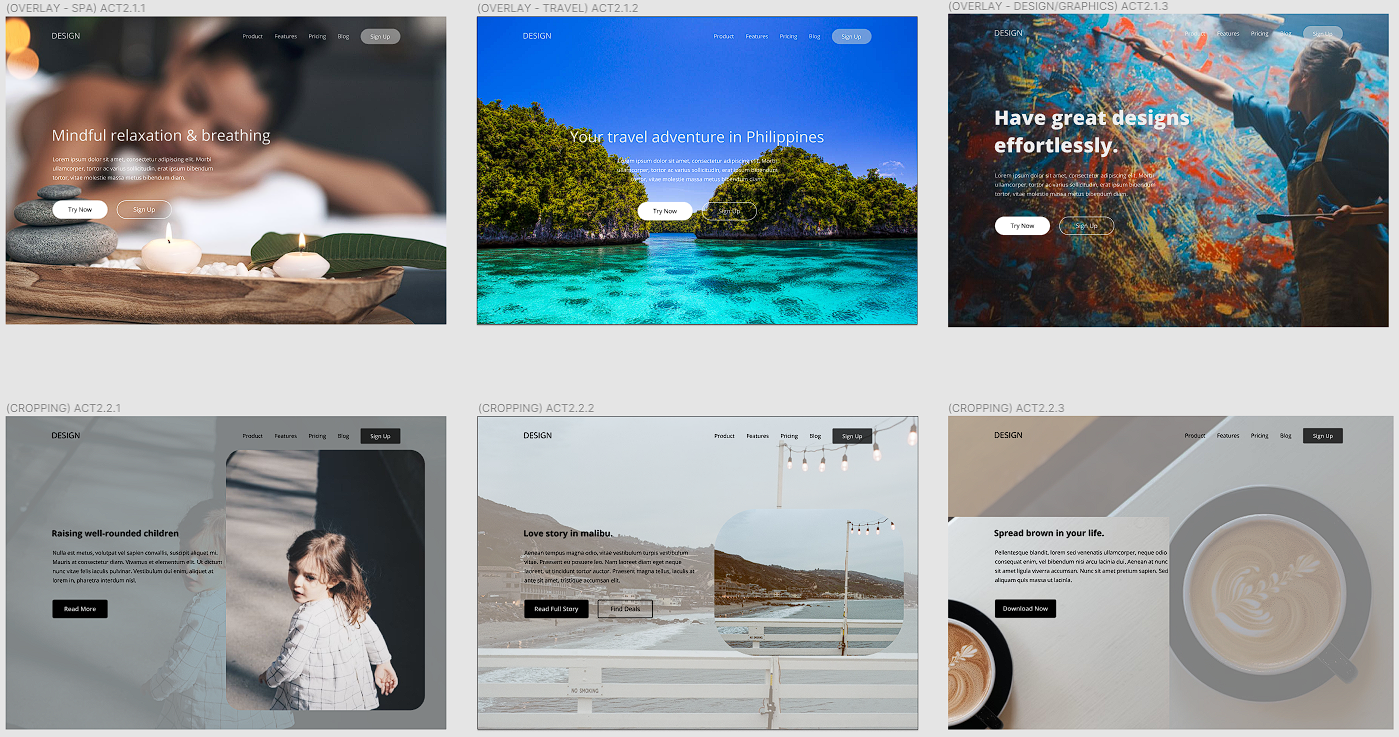 (OVERLAY - SPA) ACT2.1.1
DESIGN
Product Features Pricing Blog Sign Up
Mindful relaxation & breathing
Lorem ipsum dolor sit amet, consectetur adipiscing elit. Morbi
ullamcorper, tortor ac varius sollicitudin, erat ipsum bibendum
tortor, vitae molestie massa metus bibendum diam.
Try Now Sign Up
(OVERLAY - TRAVEL) ACT2.1.2
DESIGN
Product Features Pricing Blog Sign Up
Your travel adventure in Philippines
Lorem ipsum dolor sit amet, consectetur adipiscing elit. Morbi
ullamcorper, tortor ac varius sollicitudin, erat ipsum bibendum
tortor, vitae molestie massa metus bibendum diam.
Try Now Sign Up
(OVERLAY - DESIGN/GRAPHICS) ACT2.1.3
DESIGN
Product Features Pricing Blog Sign Up
Have great designs
effortlessly.
Lorem ipsum dolor sit amet, consectetur adipiscing elit. Morbi
ullamcorper, tortor ac varius sollicitudin, erat ipsum bibendum
tortor, vitae molestie massa metus bibendum diam.
Try Now Sign Up
(CROPPING) ACT2.2.1
DESIGN
Product Features Pricing Blog Sign Up
Raising well-rounded children
Nulla est metus, volutpat vel sapien convallis, suscipit aliquet mi.
Mauris at consectetur diam. Vivamus et elementum elit. Ut dictum
nunc vitae felis iaculis pulvinar. Vestibulum dui enim, aliquet at
lorem in, pharetra interdum nisl.
Read More
(CROPPING) ACT2.2.2
DESIGN
Product Features Pricing Blog Sign Up
Love story in malibu.
Aenean tempus magna odio, vitae vestibulum turpis vestibulum
vitae. Praesent eu posuere leo. Nam laoreet diam eget neque
laoreet, ut tincidunt tortor auctor. Praesent magna tellus, iaculis at
ante sit amet, tristique accumsan elit.
Read Full Story Find Deals
NO SMOKING
NO SMOKING
(CROPPING) ACT2.2.3
DESIGN
Product Features Pricing Blog Sign Up
Spread brown in your life.
Pellentesque blandit, lorem sed venenatis ullamcorper, neque odio
consequat enim, vel bibendum nisi arcu lacinia dui. Aenean at nunc
sit amet ligula viverra accumsan. Nunc sit amet pretium sapien. Sed
aliquam quis massa ut lacinia.
Download Now